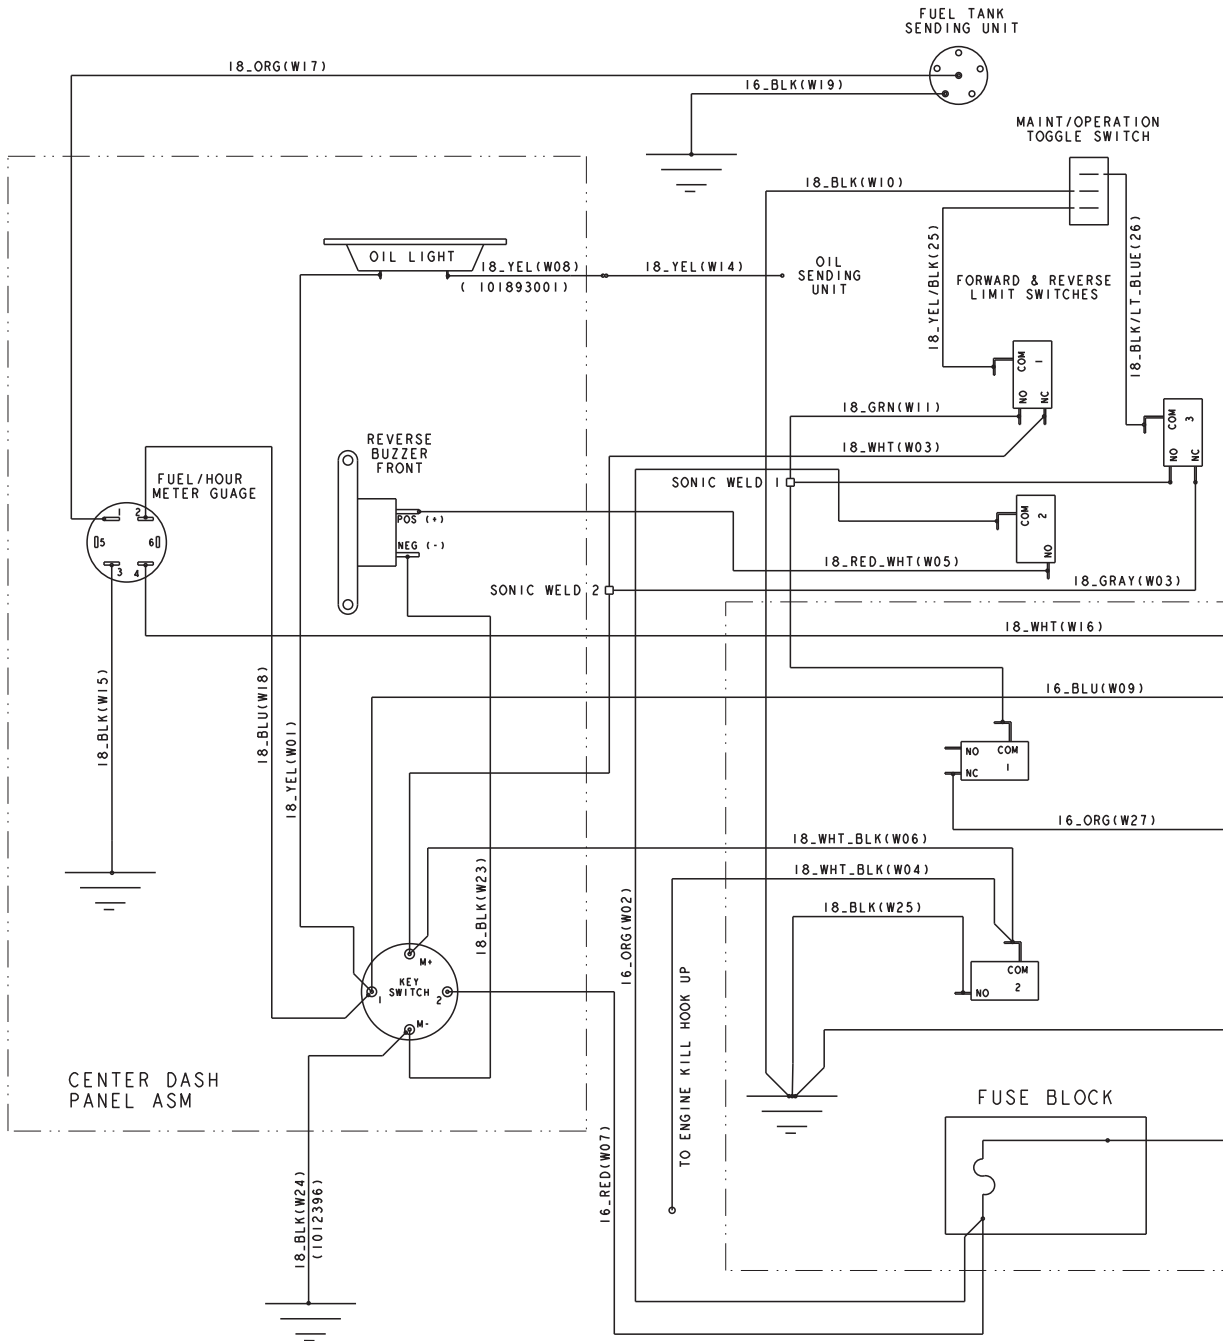 FUEL TANK
SENDING UNIT
18_ORG(W17)
16_BLK(W19)
MAINT/OPERATION
TOGGLE SWITCH
18_BLK(W10)
18_YEL/BLK(25)
18_BLK/LT_BLUE(26)
OIL LIGHT
18_YEL(W08)
( 101893001)
18_YEL(W14)
OIL
SENDING
UNIT
FORWARD & REVERSE
LIMIT SWITCHES
COM
1
NO
NC
18_GRN(W11)
18_WHT(W03)
COM
3
NO
NC
REVERSE
BUZZER
FRONT
FUEL/HOUR
METER GUAGE
1
2
5
6
3
4
POS (+)
NEG (-)
SONIC WELD 1
COM
2
NO
18_RED_WHT(W05)
SONIC WELD 2
18_GRAY(W03)
18_WHT(W16)
18_BLK(W15)
18_BLU(W18)
18_YEL(W01)
16_BLU(W09)
NO
COM
1
NC
16_ORG(W27)
18_WHT_BLK(W06)
18_WHT_BLK(W04)
18_BLK(W23)
16_ORG(W02)
18_BLK(W25)
M+
KEY
SWITCH
1
2
M-
COM
2
NO
TO ENGINE KILL HOOK UP
CENTER DASH
PANEL ASM
FUSE BLOCK
18_BLK(W24)
(1012396)
16_RED(W07)